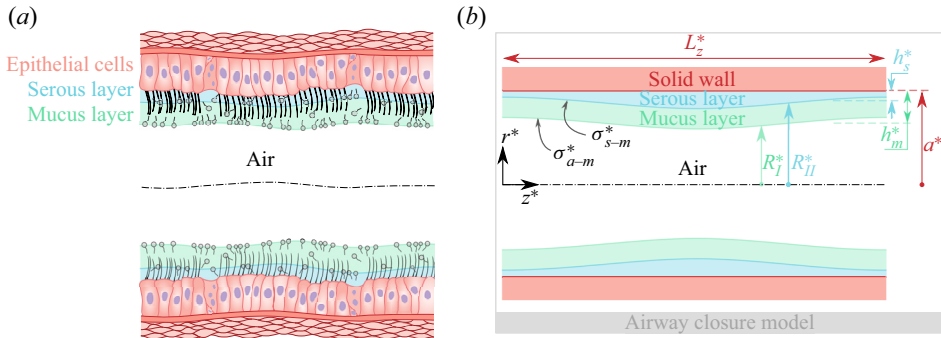 (a)
Epithelial cells
Serous layer
Mucus layer
Air
(b)
L*z
Solid wall
Serous layer
Mucus layer
h*s
h*m
a*
σ*a–m
σ*s–m
r*
z*
Air
R*I
R*II
Airway closure model